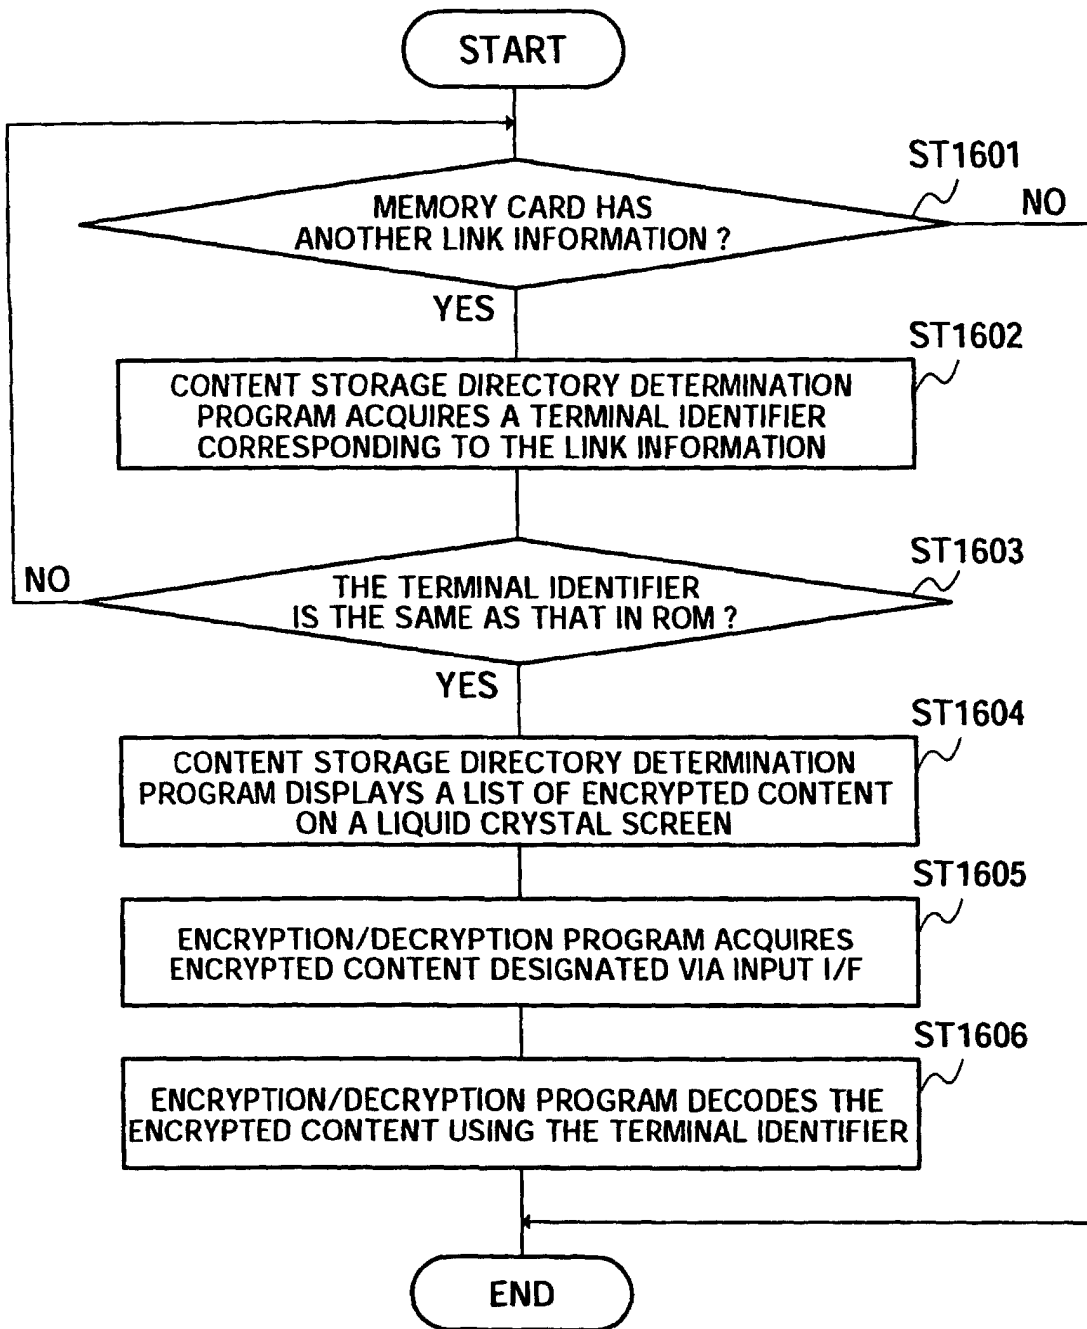 START
ST1601
MEMORY CARD HAS
ANOTHER LINK INFORMATION ?
NO
YES
ST1602
CONTENT STORAGE DIRECTORY DETERMINATION
PROGRAM ACQUIRES A TERMINAL IDENTIFIER
CORRESPONDING TO THE LINK INFORMATION
ST1603
NO
THE TERMINAL IDENTIFIER
IS THE SAME AS THAT IN ROM ?
YES
ST1604
CONTENT STORAGE DIRECTORY DETERMINATION
PROGRAM DISPLAYS A LIST OF ENCRYPTED CONTENT
ON A LIQUID CRYSTAL SCREEN
ST1605
ENCRYPTION/DECRYPTION PROGRAM ACQUIRES
ENCRYPTED CONTENT DESIGNATED VIA INPUT I/F
ST1606
ENCRYPTION/DECRYPTION PROGRAM DECODES THE
ENCRYPTED CONTENT USING THE TERMINAL IDENTIFIER
END